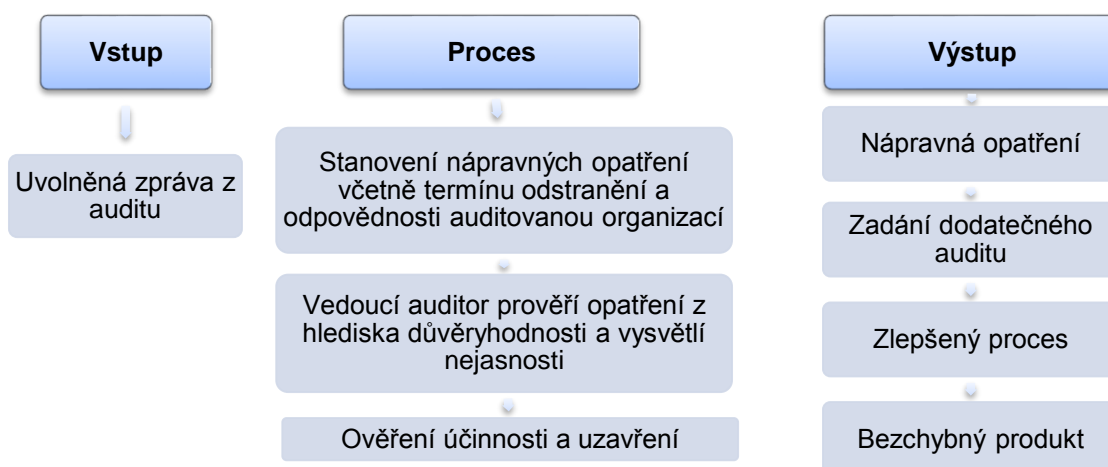 Vstup
Uvolněná zpráva z
auditu
Proces
Stanovení nápravných opatření
včetně termínu odstranění a
odpovědnosti auditovanou organizací
Vedoucí auditor prověří opatření z
hlediska důvěryhodnosti a vysvětlí
nejasnosti
Ověření účinnosti a uzavření
Výstup
Nápravná opatření
Zadání dodatečného
auditu
Zlepšený proces
Bezchybný produkt